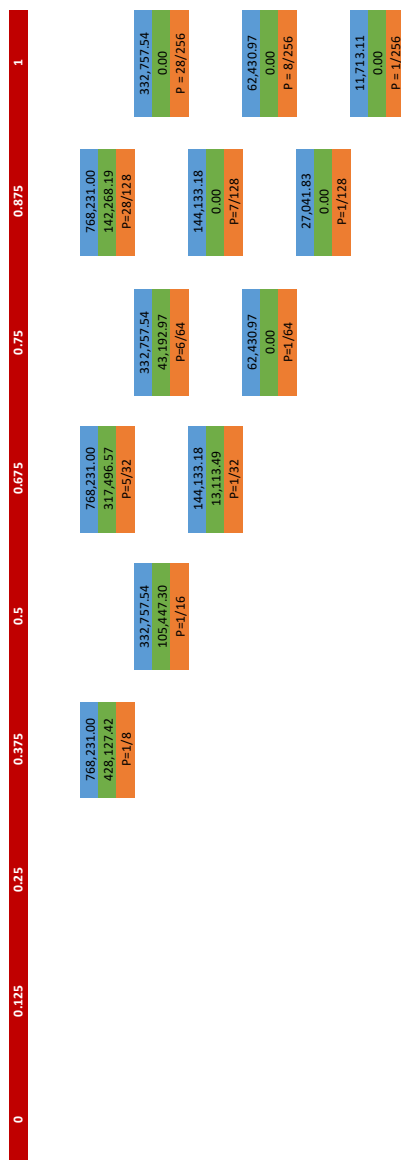 0 0.125 0.25 0.375 0.5 0.675 0.75 0.875 1
768,231.00
428,127.42
P=1/8
332,757.54
105,447.30
P=1/16
768,231.00
317,496.57
P=5/32
144,133.18
13,113.49
P=1/32
332,757.54
43,192.97
P=6/64
62,430.97
0.00
P=1/64
768,231.00
142,268.19
P=28/128
144,133.18
0.00
P=7/128
27,041.83
0.00
P=1/128
332,757.54
0.00
P = 28/256
62,430.97
0.00
P = 8/256
11,713.11
0.00
P = 1/256